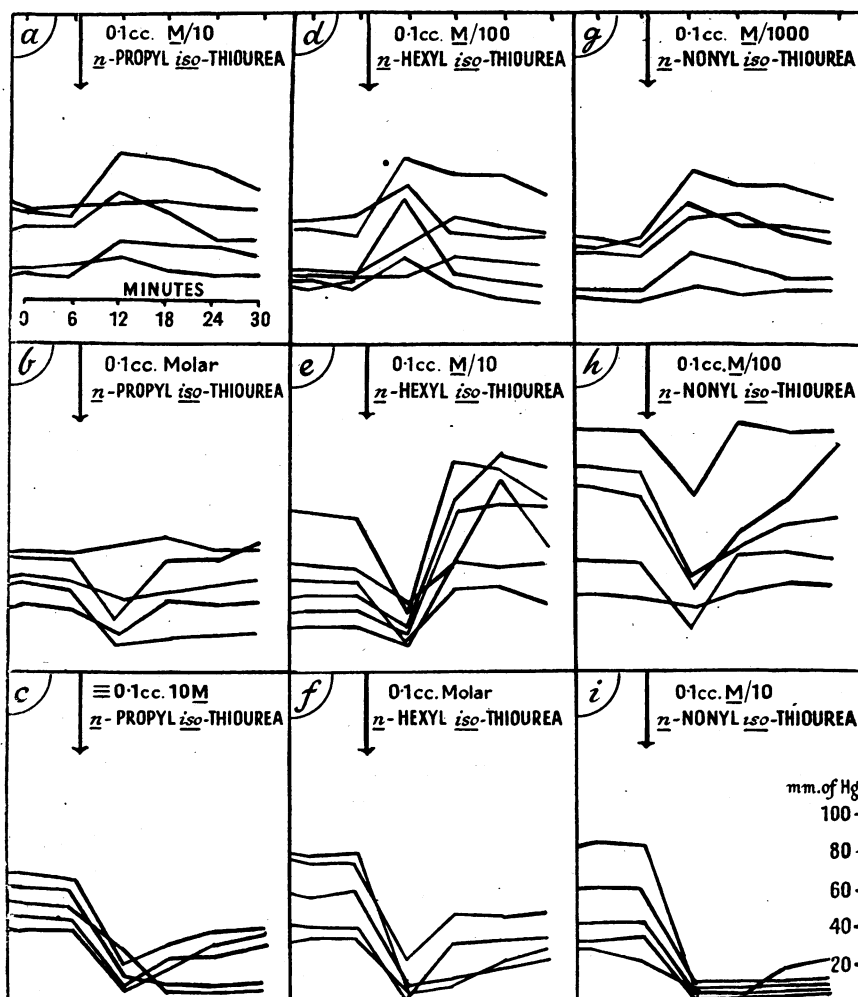 a
0·1cc. M/10
n-PROPYL iso-THIOUREA
MINUTES
0 6 12 18 24 30
d
0·1cc. M/100
n-HEXYL iso-THIOUREA
g
0·1cc. M/1000
n-NONYL iso-THIOUREA
b
0·1cc. Molar
n-PROPYL iso-THIOUREA
e
0·1cc. M/10
n-HEXYL iso-THIOUREA
h
0·1cc. M/100
n-NONYL iso-THIOUREA
c
≡0·1cc. 10M
n-PROPYL iso-THIOUREA
f
0·1cc. Molar
n-HEXYL iso-THIOUREA
i
0·1cc. M/10
n-NONYL iso-THIOUREA
mm.of Hg
100
80
60
40
20